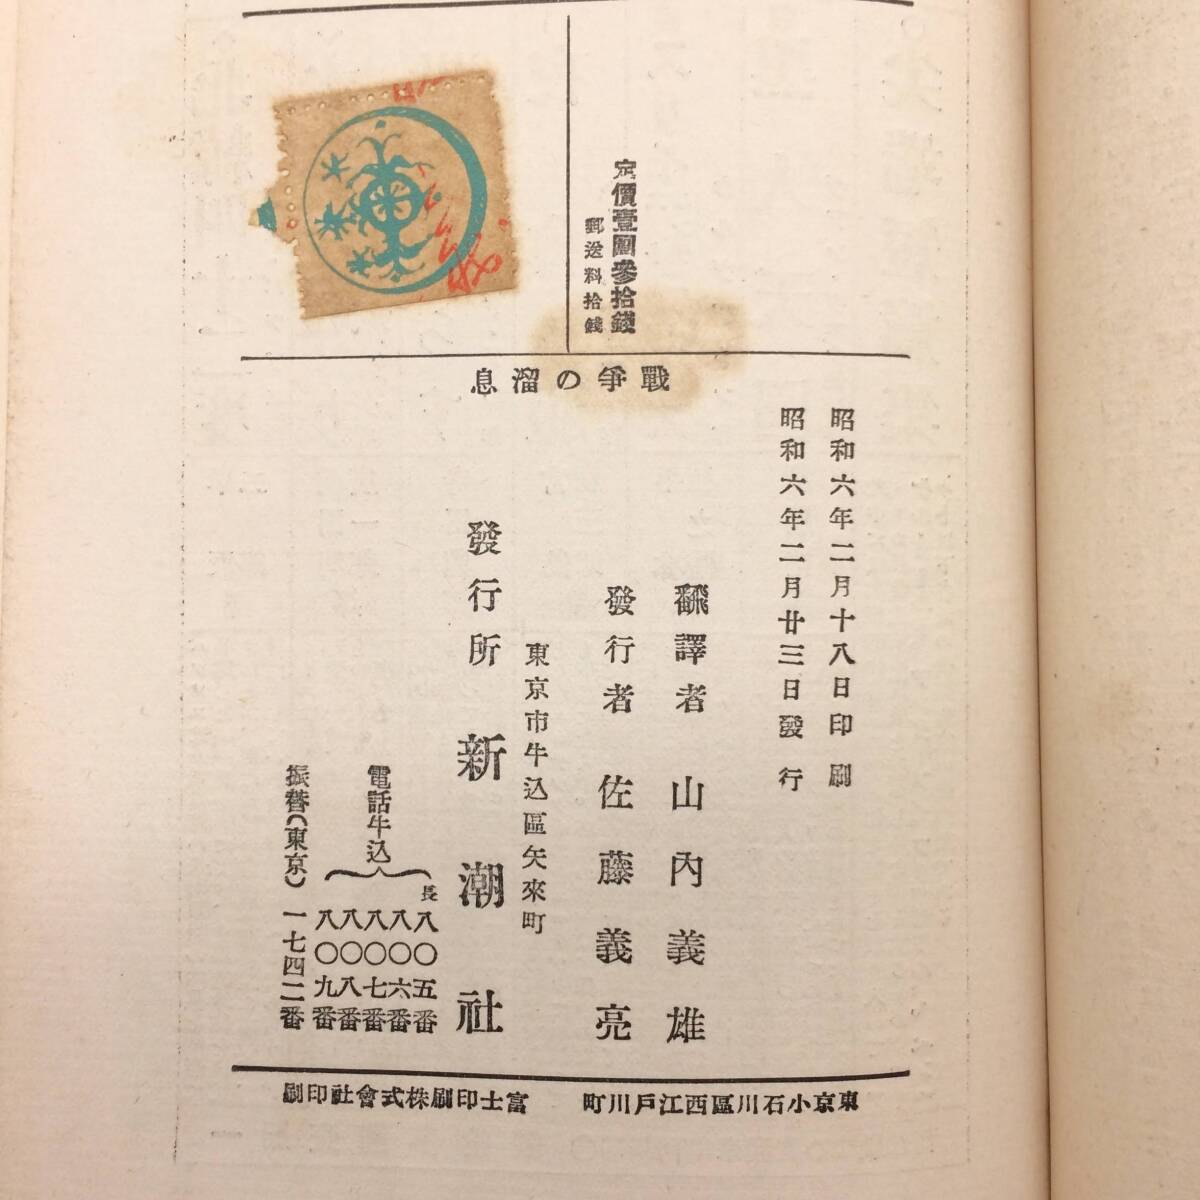 定價壹圓參拾錢
郵送料拾錢
戰爭の溜息
昭和六年二月十八日印刷
昭和六年二月廿三日發行
飜譯者 山內義雄
發行者 佐藤義亮
東京市牛込區矢來町
發行所 新潮社
電話牛込
長八〇五番
八〇六番
八〇七番
八〇八番
八〇九番
振替(東京)一七四二番
東京小石川區西江戶川町 富士印刷株式會社印刷